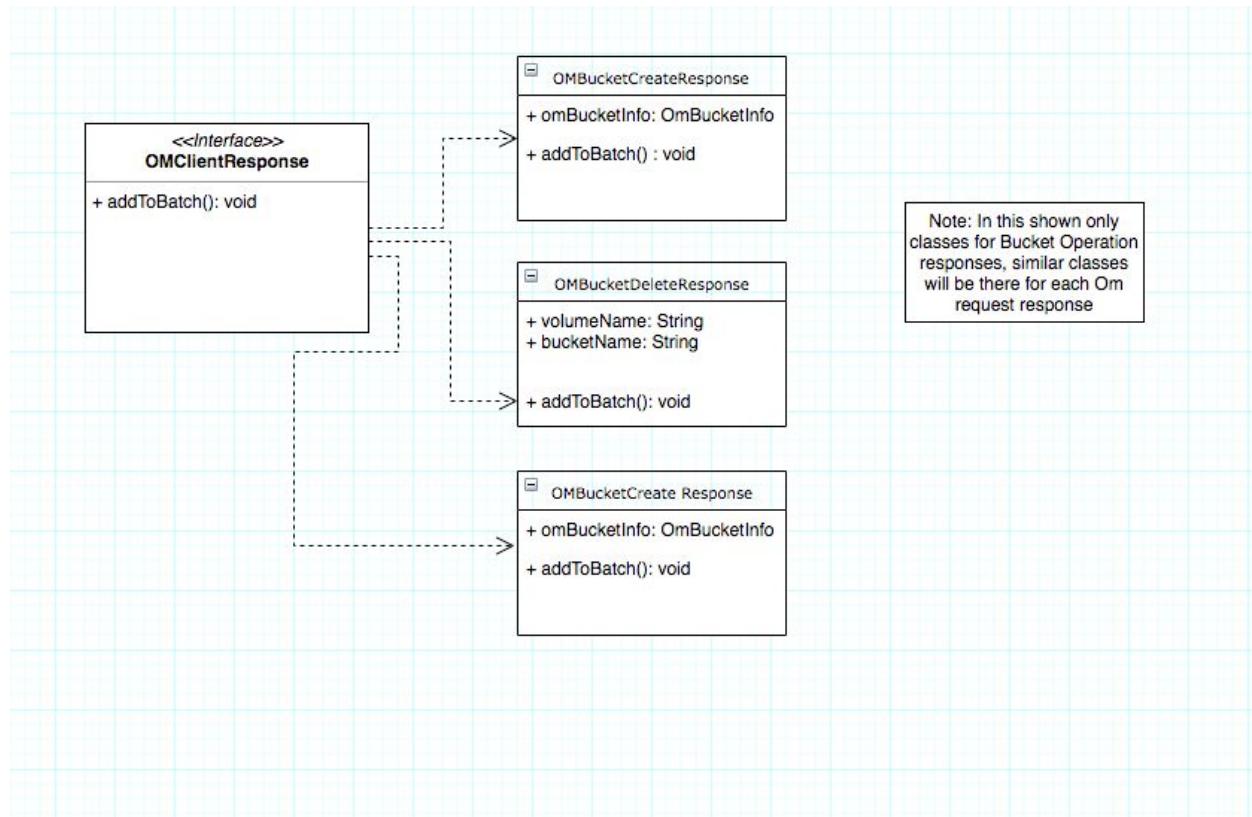 <<Interface>>
OMClientResponse
+ addToBatch(): void
OMBucketCreateResponse
+ omBucketInfo: OmBucketInfo
+ addToBatch() : void
OMBucketDeleteResponse
+ volumeName: String
+ bucketName: String
+ addToBatch(): void
OMBucketCreate Response
+ omBucketInfo: OmBucketInfo
+ addToBatch(): void
Note: In this shown only
classes for Bucket Operation
responses, similar classes
will be there for each Om
request response